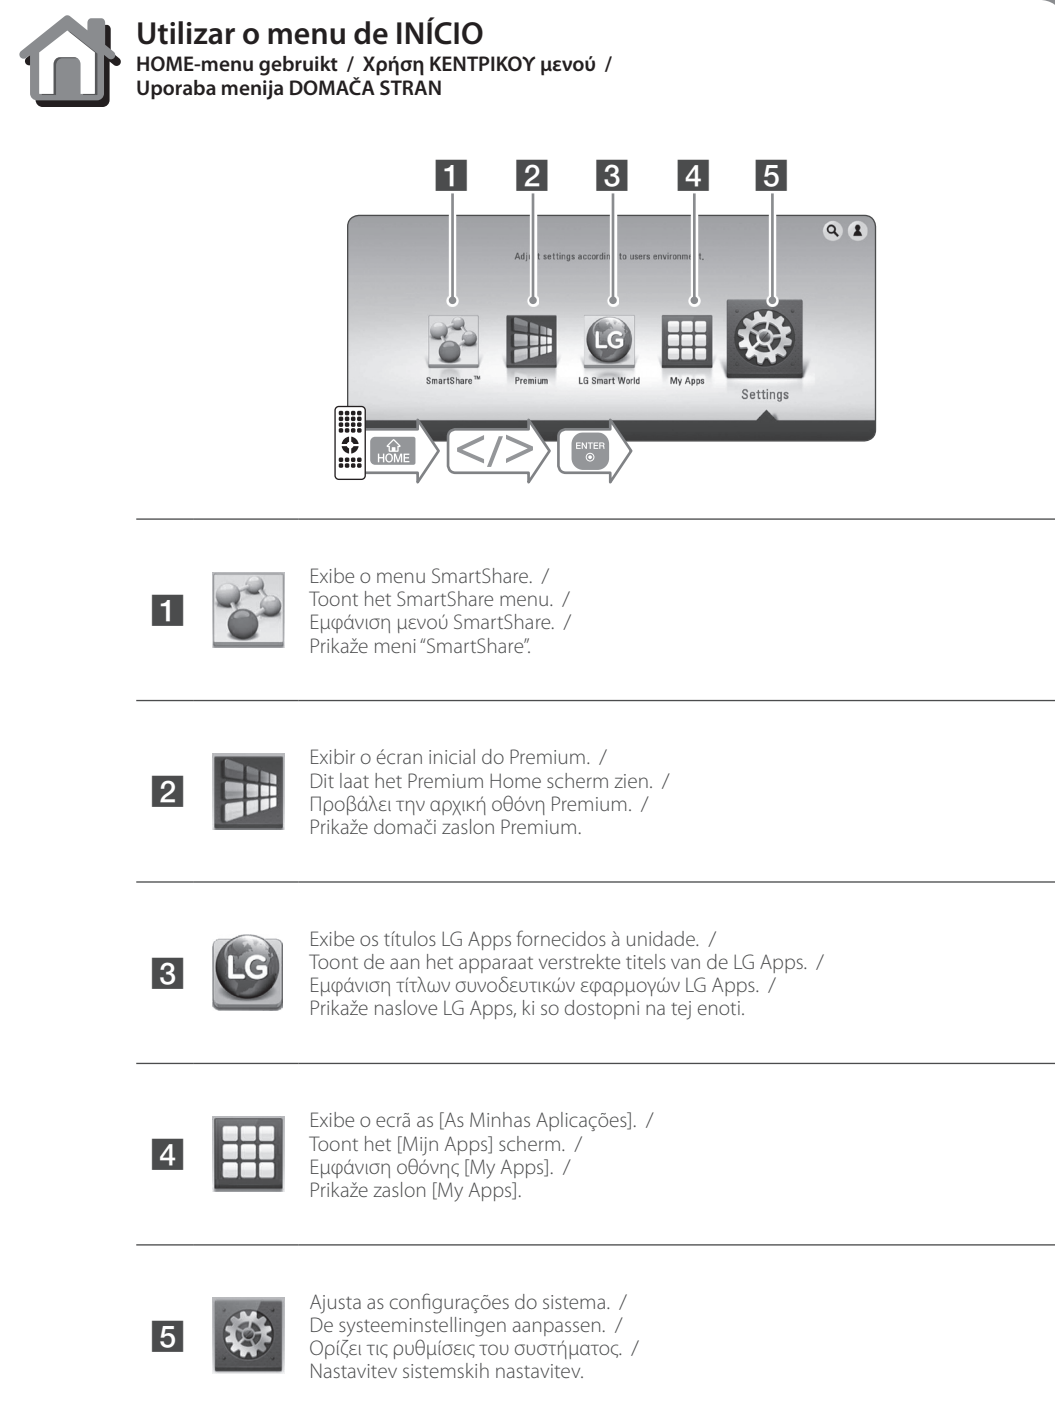 Utilizar o menu de INÍCIO
HOME-menu gebruikt / Χρήση ΚΕΝΤΡΙΚΟΥ μενού /
Uporaba menija DOMAČA STRAN
1 2 3 4 5
Adjust settings according to users environment.
LG
SmartShare™ Premium LG Smart World My Apps
Settings
HOME </> ENTER
1
Exibe o menu SmartShare. /
Toont het SmartShare menu. /
Εμφάνιση μενού SmartShare. /
Prikaže meni “SmartShare”.
2
Exibir o écran inicial do Premium. /
Dit laat het Premium Home scherm zien. /
Προβάλει την αρχική οθόνη Premium. /
Prikaže domači zaslon Premium.
3
LG
Exibe os títulos LG Apps fornecidos à unidade. /
Toont de aan het apparaat verstrekte titels van de LG Apps. /
Εμφάνιση τίτλων συνοδευτικών εφαρμογών LG Apps. /
Prikaže naslove LG Apps, ki so dostopni na tej enoti.
4
Exibe o ecrã as [As Minhas Aplicações]. /
Toont het [Mijn Apps] scherm. /
Εμφάνιση οθόνης [My Apps]. /
Prikaže zaslon [My Apps].
5
Ajusta as configurações do sistema. /
De systeeminstellingen aanpassen. /
Ορίζει τις ρυθμίσεις του συστήματος. /
Nastavitev sistemskih nastavitev.